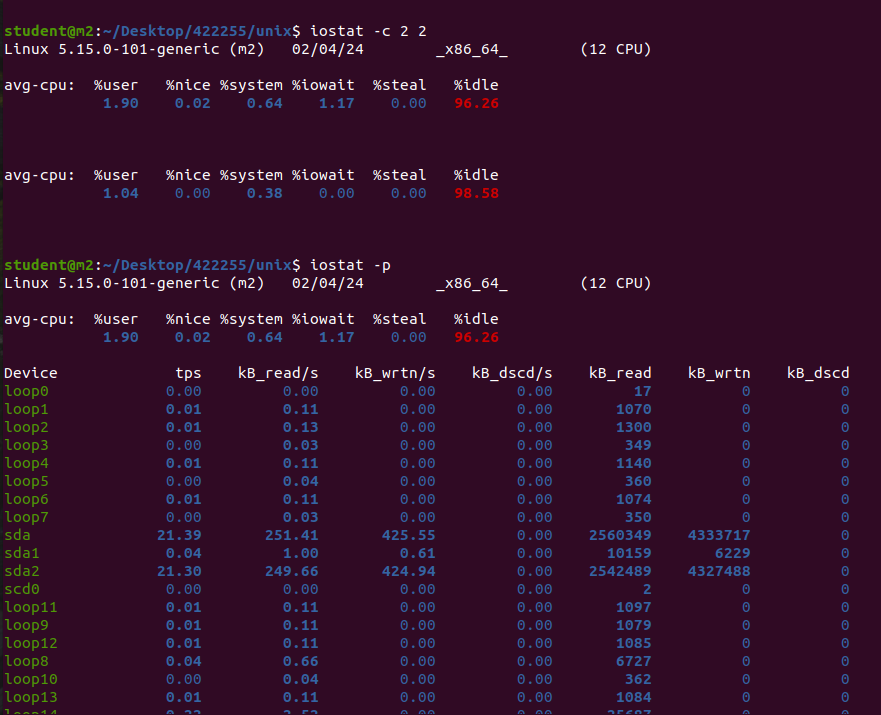 student@m2:~/Desktop/422255/unix$ iostat -c 2 2
Linux 5.15.0-101-generic (m2) 02/04/24 _x86_64_ (12 CPU)
avg-cpu: %user %nice %system %iowait %steal %idle
1.90 0.02 0.64 1.17 0.00 96.26
avg-cpu: %user %nice %system %iowait %steal %idle
1.04 0.00 0.38 0.00 0.00 98.58
student@m2:~/Desktop/422255/unix$ iostat -p
Linux 5.15.0-101-generic (m2) 02/04/24 _x86_64_ (12 CPU)
avg-cpu: %user %nice %system %iowait %steal %idle
1.90 0.02 0.64 1.17 0.00 96.26
Device tps kB_read/s kB_wrtn/s kB_dscd/s kB_read kB_wrtn kB_dscd
loop0 0.00 0.00 0.00 0.00 17 0 0
loop1 0.01 0.11 0.00 0.00 1070 0 0
loop2 0.01 0.13 0.00 0.00 1300 0 0
loop3 0.00 0.03 0.00 0.00 349 0 0
loop4 0.01 0.11 0.00 0.00 1140 0 0
loop5 0.00 0.04 0.00 0.00 360 0 0
loop6 0.01 0.11 0.00 0.00 1074 0 0
loop7 0.00 0.03 0.00 0.00 350 0 0
sda 21.39 251.41 425.55 0.00 2560349 4333717 0
sda1 0.04 1.00 0.61 0.00 10159 6229 0
sda2 21.30 249.66 424.94 0.00 2542489 4327488 0
scd0 0.00 0.00 0.00 0.00 2 0 0
loop11 0.01 0.11 0.00 0.00 1097 0 0
loop9 0.01 0.11 0.00 0.00 1079 0 0
loop12 0.01 0.11 0.00 0.00 1085 0 0
loop8 0.04 0.66 0.00 0.00 6727 0 0
loop10 0.00 0.04 0.00 0.00 362 0 0
loop13 0.01 0.11 0.00 0.00 1084 0 0